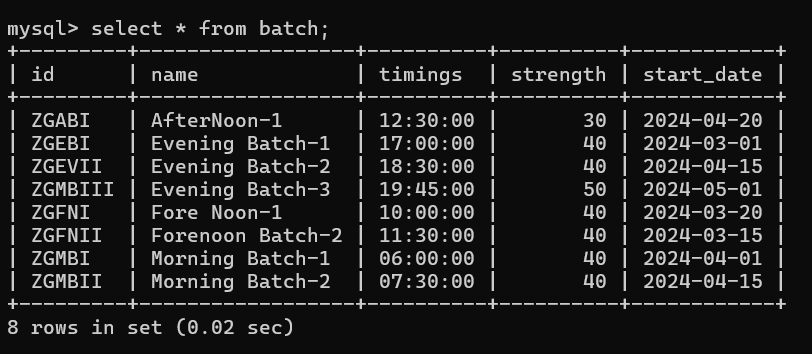 mysql> select * from batch;
+---------+-----------------+----------+----------+------------+
| id      | name            | timings  | strength | start_date |
+---------+-----------------+----------+----------+------------+
| ZGABI   | AfterNoon-1     | 12:30:00 |       30 | 2024-04-20 |
| ZGEBI   | Evening Batch-1 | 17:00:00 |       40 | 2024-03-01 |
| ZGEVII  | Evening Batch-2 | 18:30:00 |       40 | 2024-04-15 |
| ZGMBIII | Evening Batch-3 | 19:45:00 |       50 | 2024-05-01 |
| ZGFNI   | Fore Noon-1     | 10:00:00 |       40 | 2024-03-20 |
| ZGFNII  | Forenoon Batch-2 | 11:30:00 |       40 | 2024-03-15 |
| ZGMBI   | Morning Batch-1 | 06:00:00 |       40 | 2024-04-01 |
| ZGMBII  | Morning Batch-2 | 07:30:00 |       40 | 2024-04-15 |
+---------+-----------------+----------+----------+------------+
8 rows in set (0.02 sec)